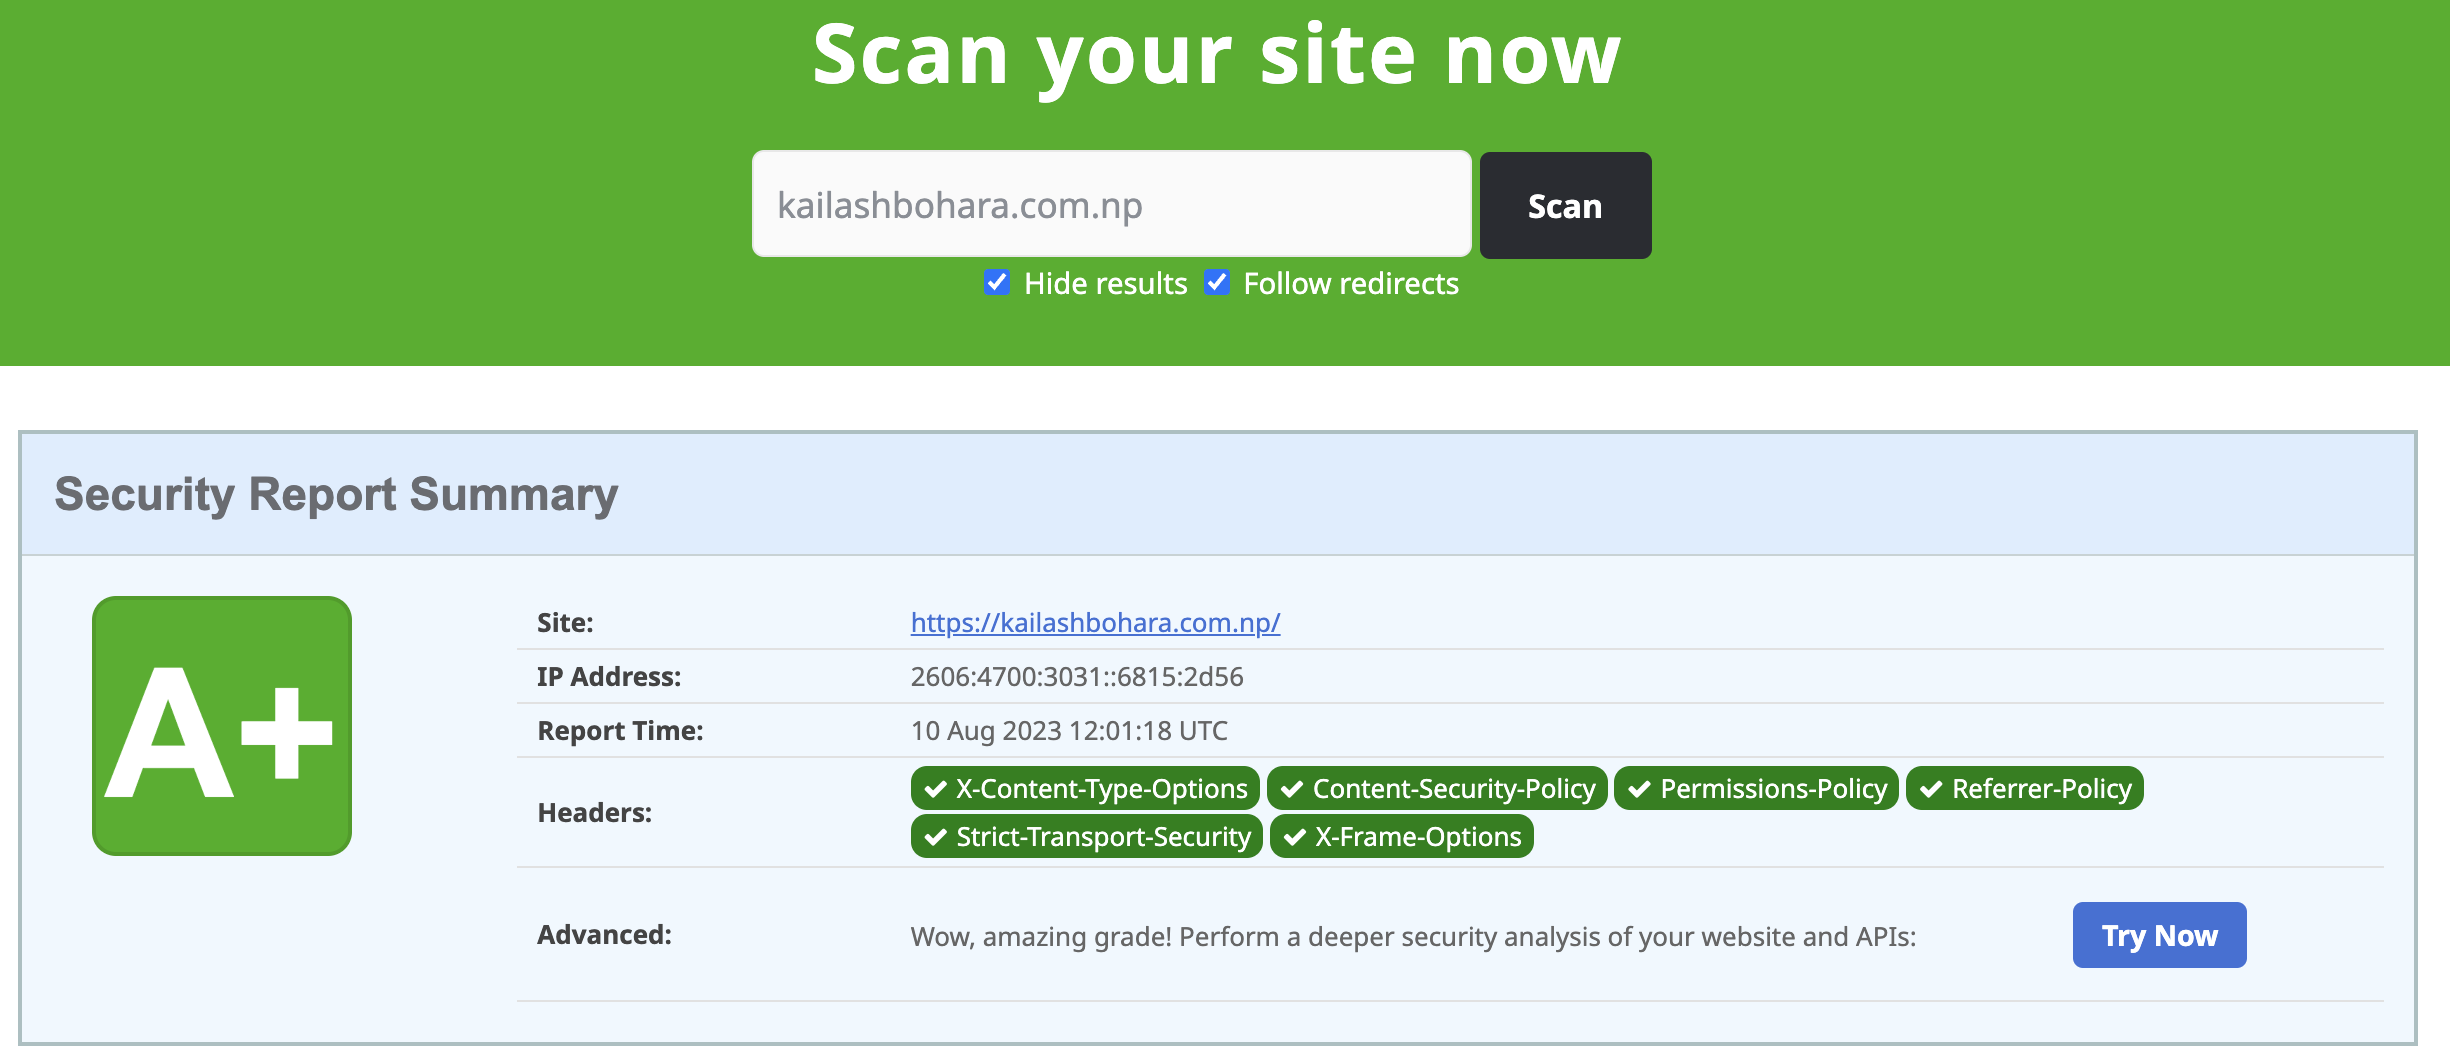 Scan your site now
kailashbohara.com.np
Scan
Hide results
Follow redirects
Security Report Summary
A+
Site: https://kailashbohara.com.np/
IP Address: 2606:4700:3031::6815:2d56
Report Time: 10 Aug 2023 12:01:18 UTC
Headers: X-Content-Type-Options Content-Security-Policy Permissions-Policy Referrer-Policy
Strict-Transport-Security X-Frame-Options
Advanced: Wow, amazing grade! Perform a deeper security analysis of your website and APIs: Try Now